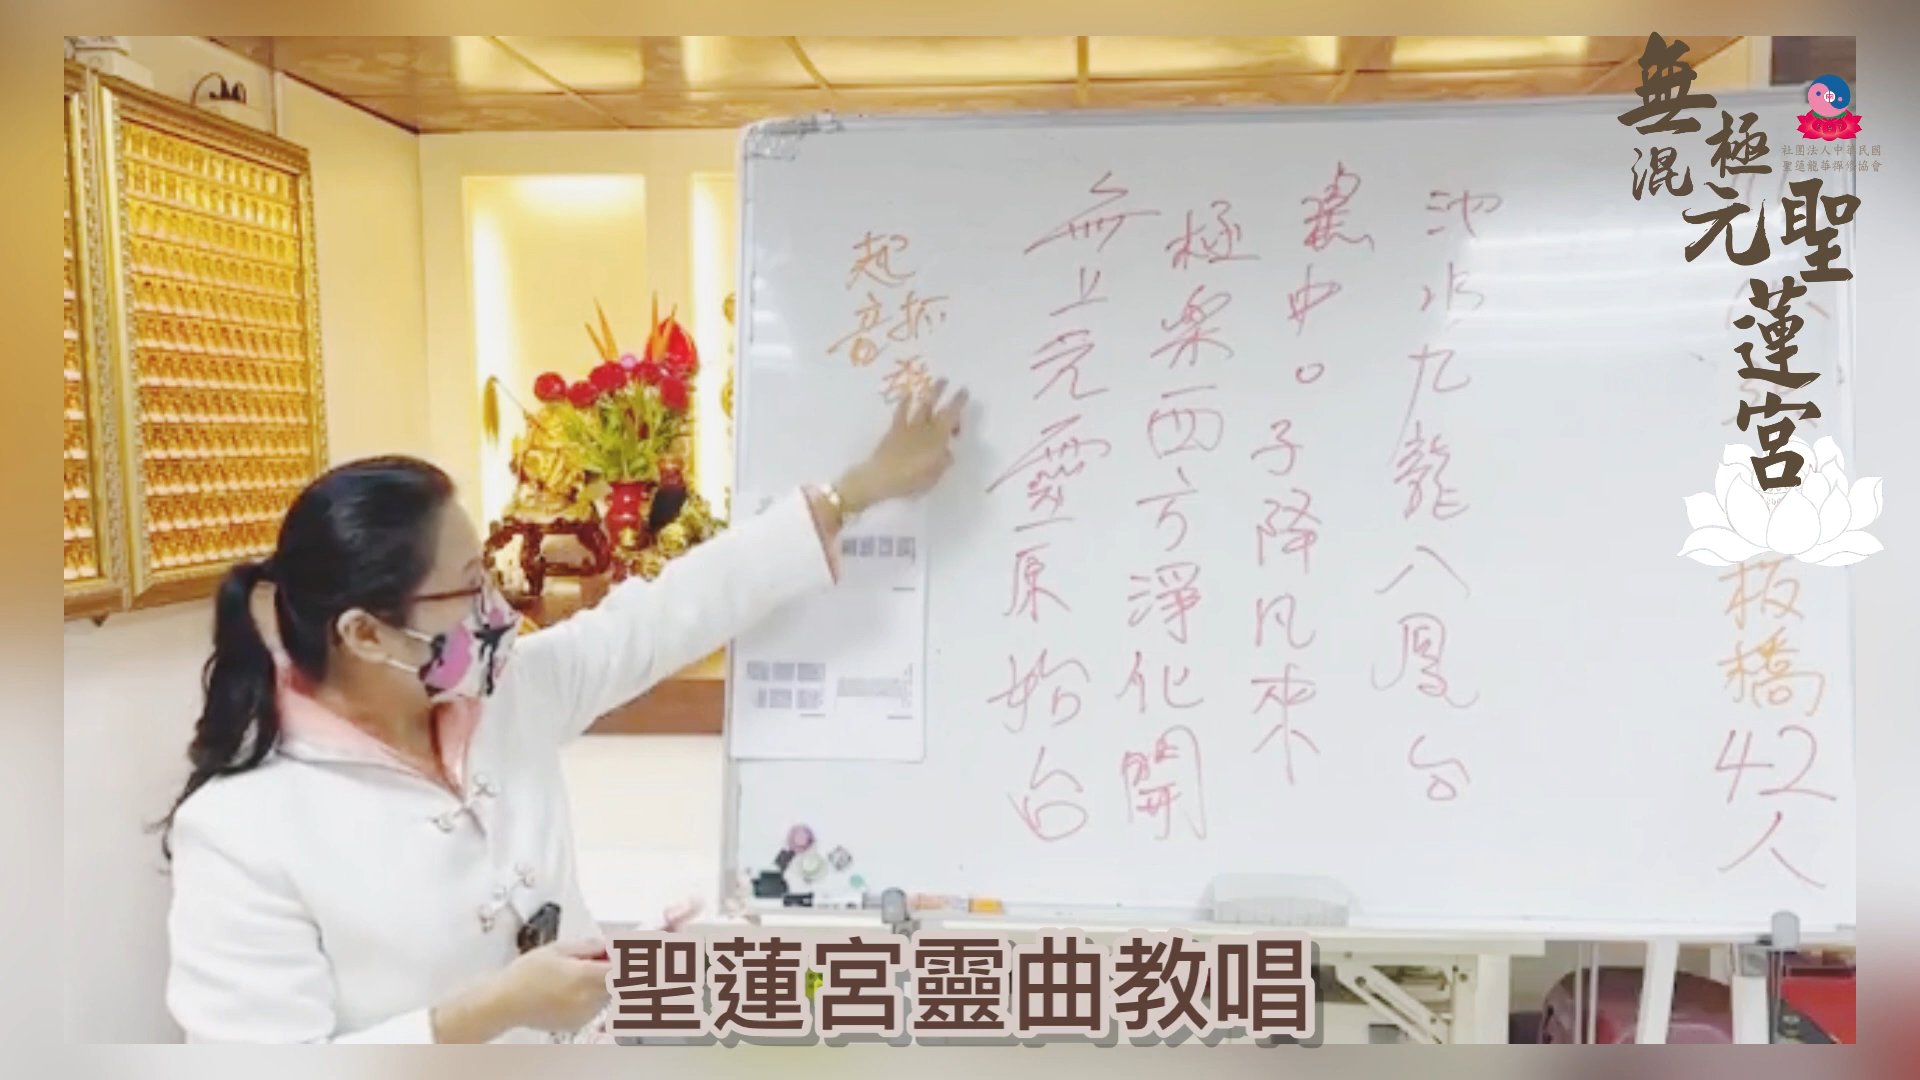 無極混元聖蓮宮
社團法人中華民國
聖蓮龍華禪修協會
起音
抓
無上元靈原始台
極樂西方淨化開
瑤中。子降凡來
池水九龍八鳳台
板橋42人
聖蓮宮靈曲教唱